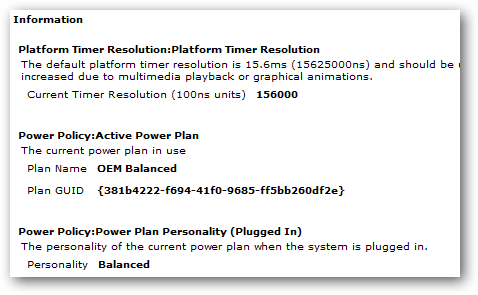 Information
Platform Timer Resolution:Platform Timer Resolution
The default platform timer resolution is 15.6ms (15625000ns) and should be
increased due to multimedia playback or graphical animations.
Current Timer Resolution (100ns units) 156000
Power Policy:Active Power Plan
The current power plan in use
Plan Name OEM Balanced
Plan GUID {381b4222-f694-41f0-9685-ff5bb260df2e}
Power Policy:Power Plan Personality (Plugged In)
The personality of the current power plan when the system is plugged in.
Personality Balanced